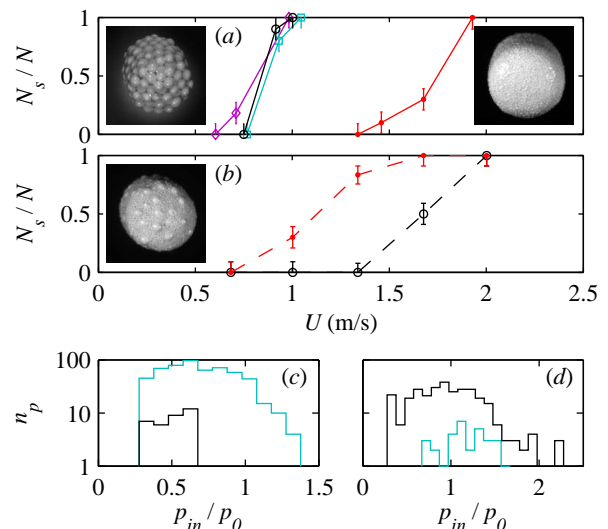 1
0.5
0
N_s / N
(a)
1
0.5
0
N_s / N
(b)
0 0.5 1 1.5 2 2.5
U (m/s)
100
10
1
n_p
(c)
0 0.5 1 1.5
p_in / p_0
(d)
0 1 2
p_in / p_0